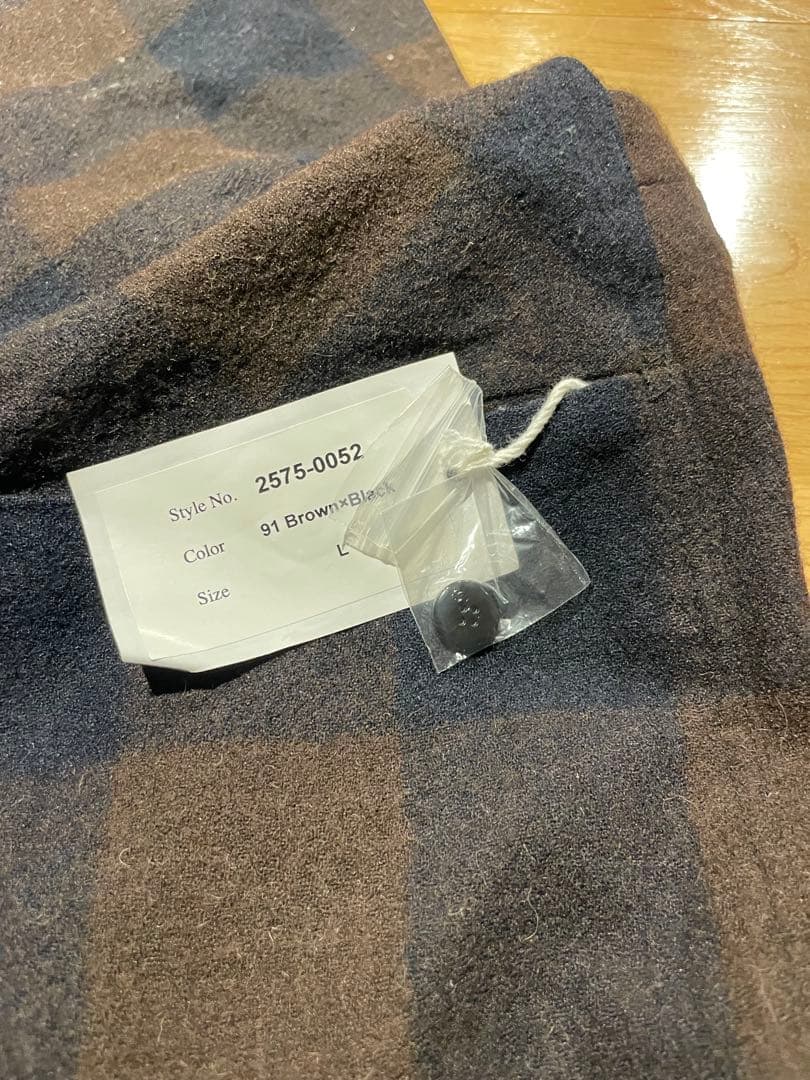 Style No. 2575-0052
Color 91 Brown×Black
Size L